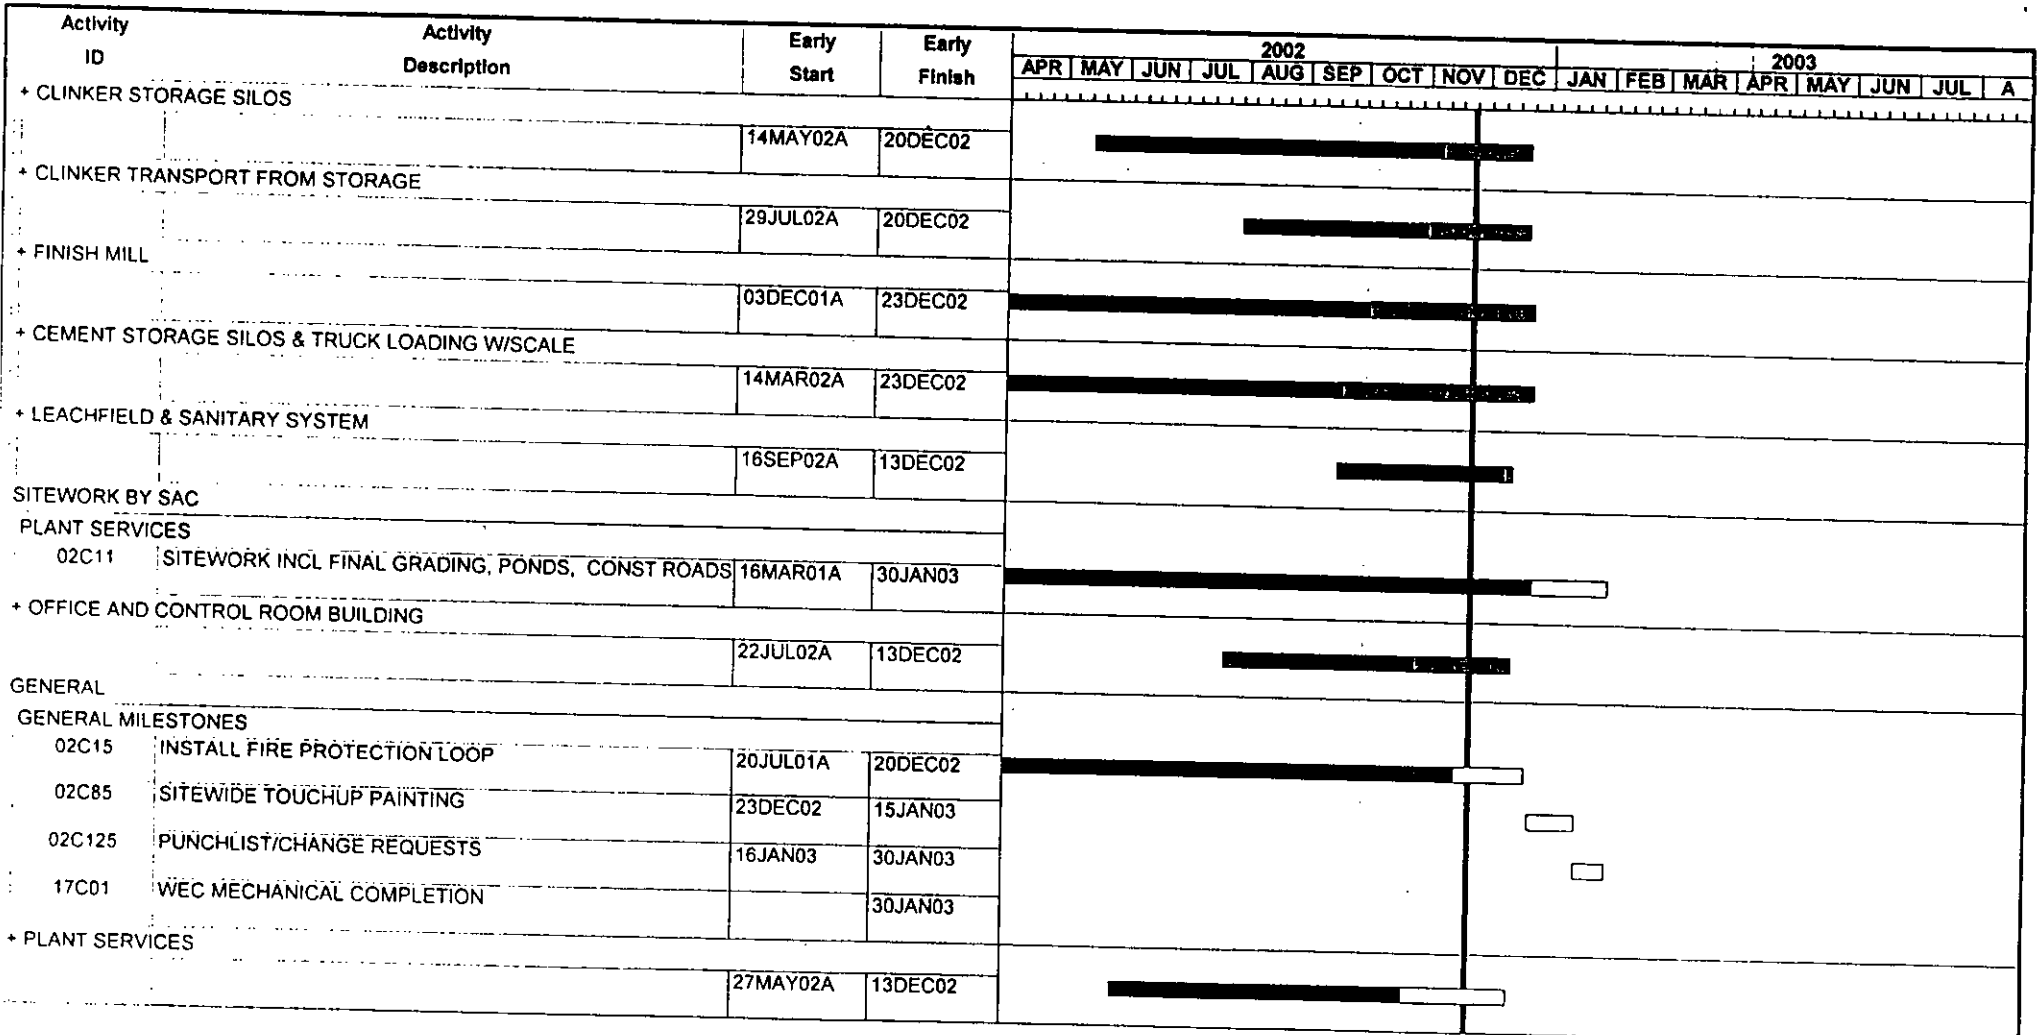 Activity ID Activity Description Early Start Early Finish 2002 2003
APR MAY JUN JUL AUG SEP OCT NOV DEC JAN FEB MAR APR MAY JUN JUL A
+ CLINKER STORAGE SILOS
14MAY02A 20DEC02
+ CLINKER TRANSPORT FROM STORAGE
29JUL02A 20DEC02
+ FINISH MILL
03DEC01A 23DEC02
+ CEMENT STORAGE SILOS & TRUCK LOADING W/SCALE
14MAR02A 23DEC02
+ LEACHFIELD & SANITARY SYSTEM
16SEP02A 13DEC02
SITEWORK BY SAC
PLANT SERVICES
02C11 SITEWORK INCL FINAL GRADING, PONDS, CONST ROADS 16MAR01A 30JAN03
+ OFFICE AND CONTROL ROOM BUILDING
22JUL02A 13DEC02
GENERAL
GENERAL MILESTONES
02C15 INSTALL FIRE PROTECTION LOOP 20JUL01A 20DEC02
02C85 SITEWIDE TOUCHUP PAINTING 23DEC02 15JAN03
02C125 PUNCHLIST/CHANGE REQUESTS 16JAN03 30JAN03
17C01 WEC MECHANICAL COMPLETION 30JAN03
+ PLANT SERVICES
27MAY02A 13DEC02